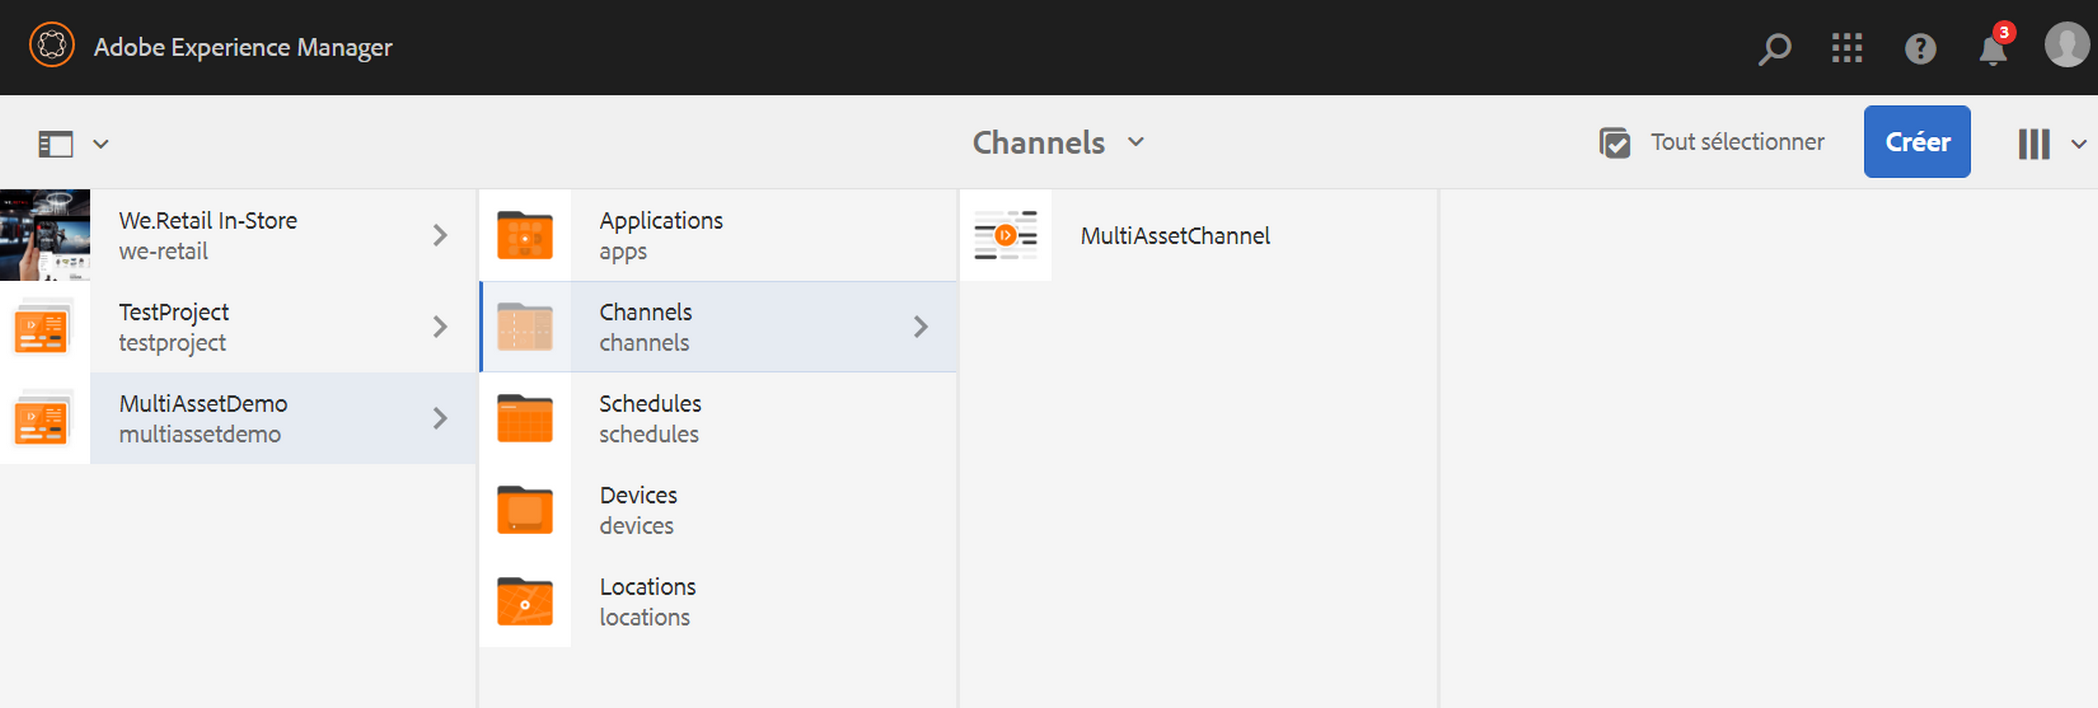 Adobe Experience Manager
3
Channels
Tout sélectionner
Créer
We.Retail In-Store
we-retail
TestProject
testproject
MultiAssetDemo
multiassetdemo
Applications
apps
Channels
channels
Schedules
schedules
Devices
devices
Locations
locations
MultiAssetChannel